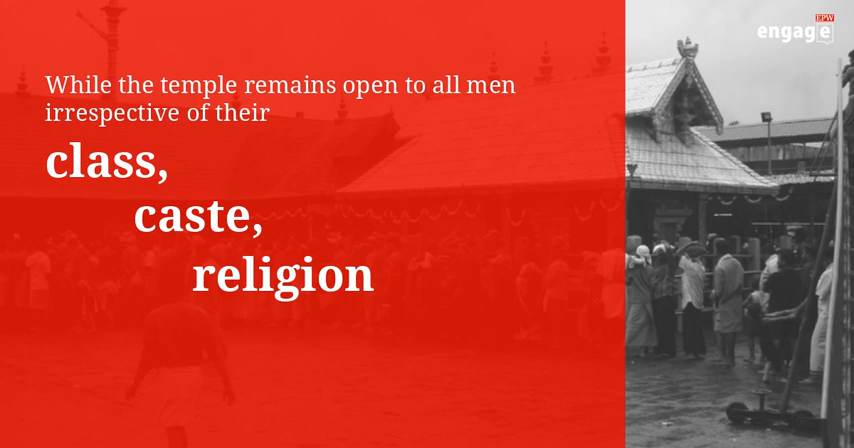 EPW
engage
While the temple remains open to all men
irrespective of their
class,
caste,
religion